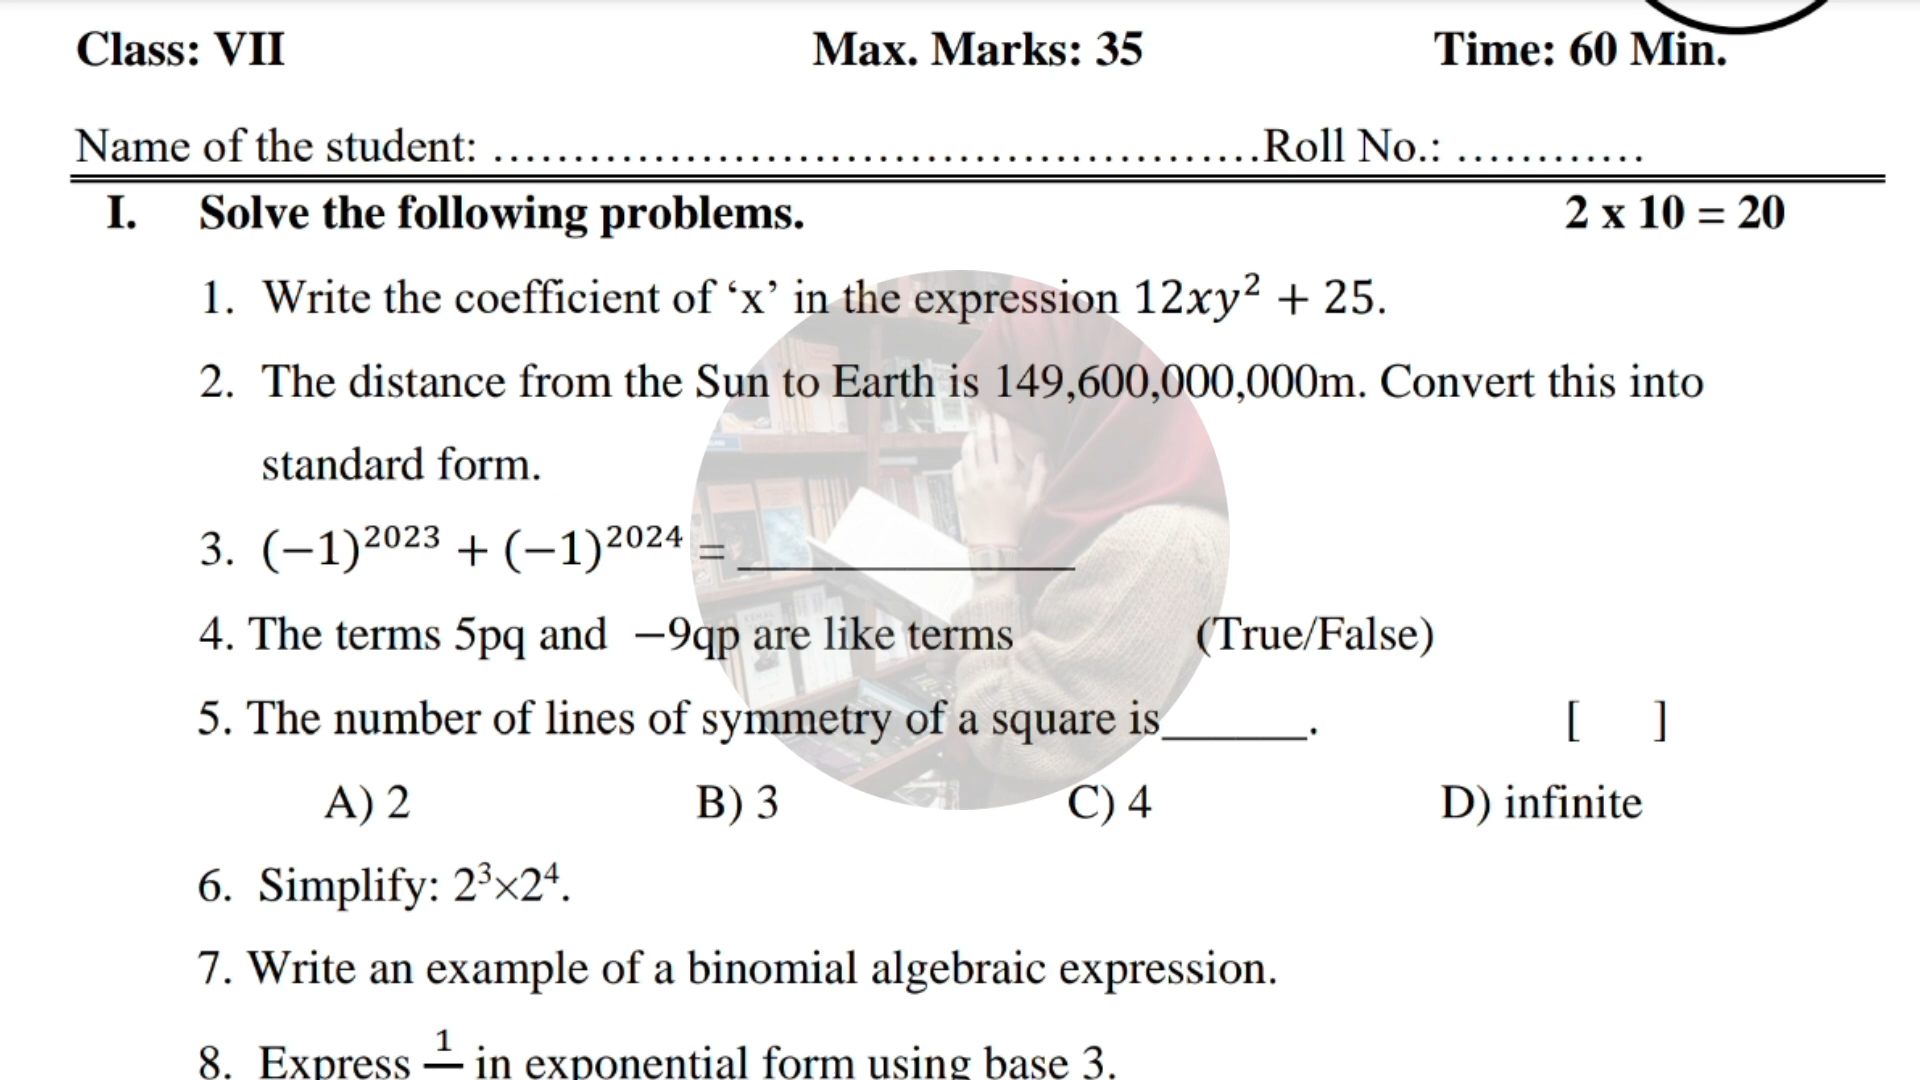 Class: VII Max. Marks: 35 Time: 60 Min.
Name of the student: ................................................Roll No.: ............
I. Solve the following problems. 2 x 10 = 20
1. Write the coefficient of ‘x’ in the expression 12xy² + 25.
2. The distance from the Sun to Earth is 149,600,000,000m. Convert this into
standard form.
3. (−1)²⁰²³ + (−1)²⁰²⁴ = ______________
4. The terms 5pq and −9qp are like terms (True/False)
5. The number of lines of symmetry of a square is______. [ ]
A) 2 B) 3 C) 4 D) infinite
6. Simplify: 2³×2⁴.
7. Write an example of a binomial algebraic expression.
8. Express 1/ in exponential form using base 3.